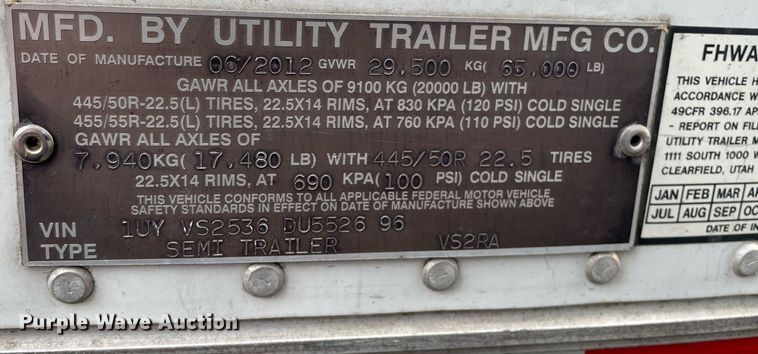 MFD. BY UTILITY TRAILER MFG CO.
DATE OF MANUFACTURE 06/2012 GVWR 29,500 KG( 65,000 LB)
GAWR ALL AXLES OF 9100 KG (20000 LB) WITH
445/50R-22.5(L) TIRES, 22.5X14 RIMS, AT 830 KPA (120 PSI) COLD SINGLE
455/55R-22.5(L) TIRES, 22.5X14 RIMS, AT 760 KPA (110 PSI) COLD SINGLE
GAWR ALL AXLES OF
7,940KG( 17,480 LB) WITH 445/50R 22.5 TIRES
22.5X14 RIMS, AT 690 KPA(100 PSI) COLD SINGLE
THIS VEHICLE CONFORMS TO ALL APPLICABLE FEDERAL MOTOR VEHICLE
SAFETY STANDARDS IN EFFECT ON DATE OF MANUFACTURE SHOWN ABOVE
VIN 1UY VS2536 DU5526 96
TYPE SEMI TRAILER VS2RA
FHWA
THIS VEHICLE H
ACCORDANCE W
49CFR 396.17 AP
- REPORT ON FIL
UTILITY TRAILER M
1111 SOUTH 1000 W
CLEARFIELD, UTAH
JAN FEB MAR AP
JUL AUG SEP OC
DATE OF IN
Purple Wave Auction